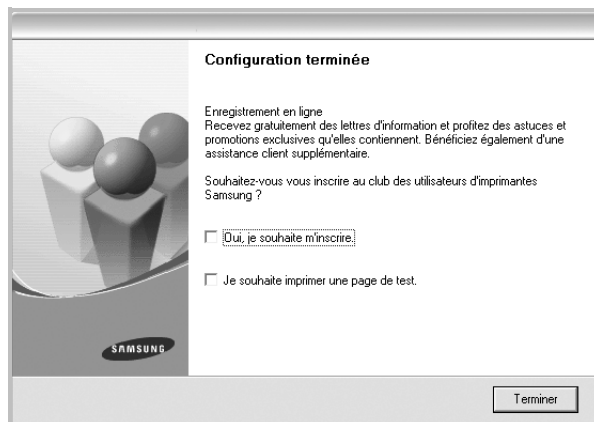 Configuration terminée
Enregistrement en ligne
Recevez gratuitement des lettres d'information et profitez des astuces et
promotions exclusives qu'elles contiennent. Bénéficiez également d'une
assistance client supplémentaire.
Souhaitez-vous vous inscrire au club des utilisateurs d'imprimantes
Samsung ?
Oui, je souhaite m'inscrire.
Je souhaite imprimer une page de test.
SAMSUNG
Terminer